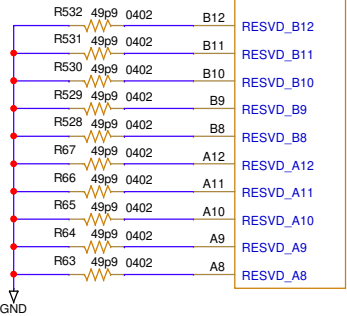 R532 49p9 0402 B12 RESVD_B12
R531 49p9 0402 B11 RESVD_B11
R530 49p9 0402 B10 RESVD_B10
R529 49p9 0402 B9 RESVD_B9
R528 49p9 0402 B8 RESVD_B8
R67 49p9 0402 A12 RESVD_A12
R66 49p9 0402 A11 RESVD_A11
R65 49p9 0402 A10 RESVD_A10
R64 49p9 0402 A9 RESVD_A9
R63 49p9 0402 A8 RESVD_A8
GND